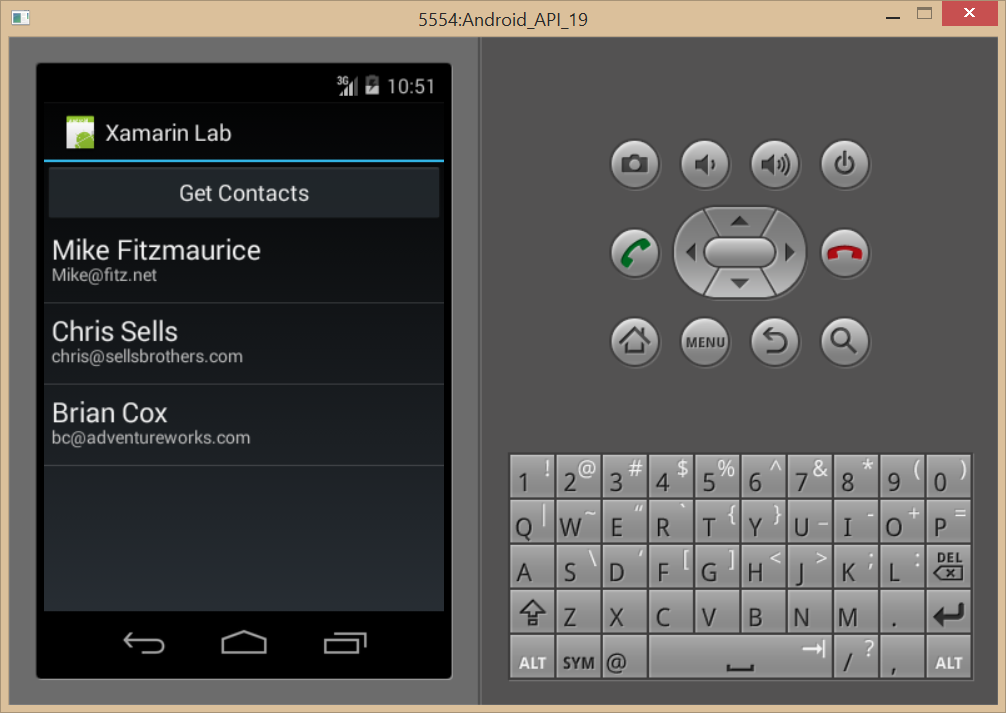 5554:Android_API_19
3G 10:51
Xamarin Lab
Get Contacts
Mike Fitzmaurice
Mike@fitz.net
Chris Sells
chris@sellsbrothers.com
Brian Cox
bc@adventureworks.com
MENU
1 ! 2 @ 3 # 4 $ 5 % 6 ^ 7 & 8 * 9 ( 0 )
Q | W ~ E “ R ` T { Y } U _ I - O + P =
A S \ D ‘ F [ G ] H < J > K ; L : DEL
Z X C V B N M .
ALT SYM @ / ? , ALT